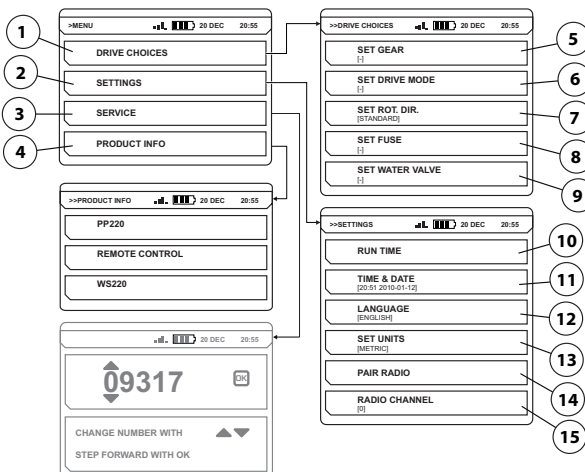 >MENU 20 DEC 20:55
DRIVE CHOICES
SETTINGS
SERVICE
PRODUCT INFO
1
2
3
4
>>PRODUCT INFO 20 DEC 20:55
PP220
REMOTE CONTROL
WS220
20 DEC 20:55
09317 OK
CHANGE NUMBER WITH
STEP FORWARD WITH OK
>>DRIVE CHOICES 20 DEC 20:55
SET GEAR
[-]
SET DRIVE MODE
[-]
SET ROT. DIR.
[STANDARD]
SET FUSE
[-]
SET WATER VALVE
[-]
5
6
7
8
9
>>SETTINGS 20 DEC 20:55
RUN TIME
TIME & DATE
[20:51 2010-01-12]
LANGUAGE
[ENGLISH]
SET UNITS
[METRIC]
PAIR RADIO
RADIO CHANNEL
[0]
10
11
12
13
14
15